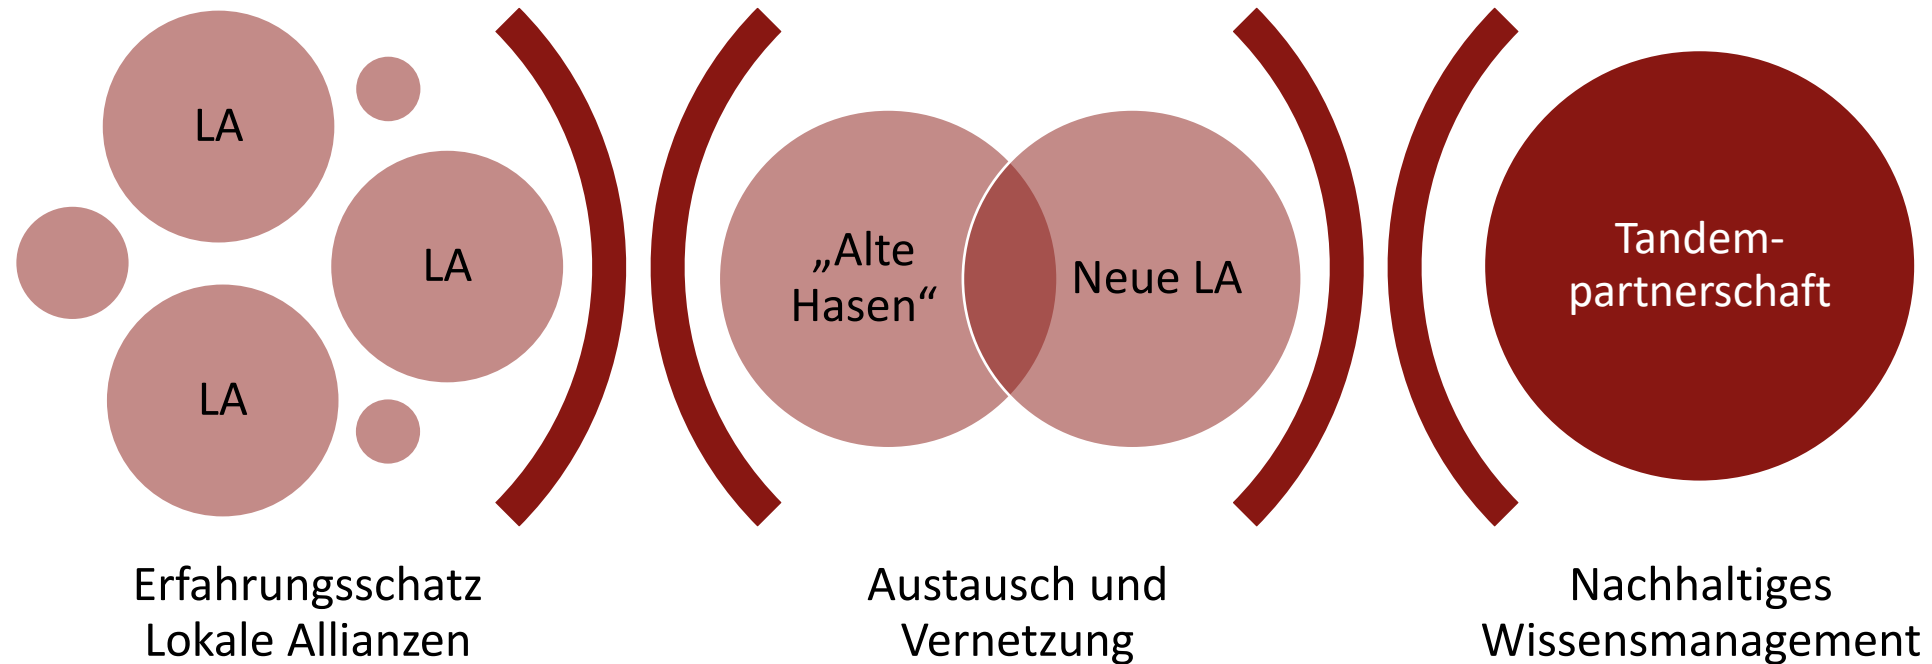 LA
LA
LA
Erfahrungsschatz
Lokale Allianzen
„Alte
Hasen“
Neue LA
Austausch und
Vernetzung
Tandem-
partnerschaft
Nachhaltiges
Wissensmanagement